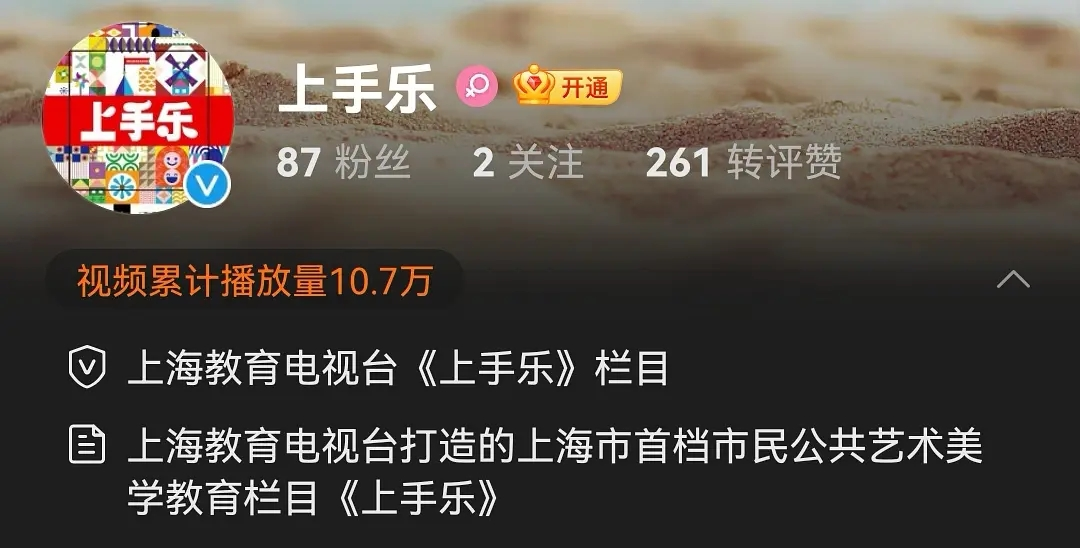 上手乐
上手乐 开通
87 粉丝 2 关注 261 转评赞
视频累计播放量10.7万
上海教育电视台《上手乐》栏目
上海教育电视台打造的上海市首档市民公共艺术美
学教育栏目《上手乐》